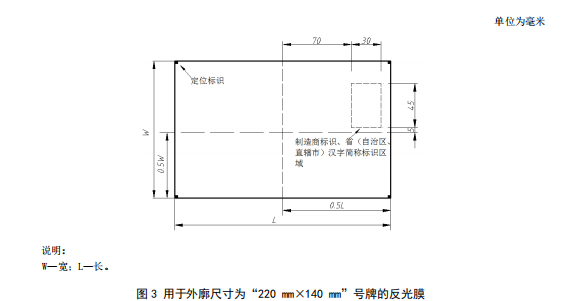 单位为毫米
70
30
定位标识
45
5
W
0.5W
制造商标识、省（自治区、
直辖市）汉字简称标识区
域
0.5L
L
说明：
W—宽；L—长。
图 3 用于外廓尺寸为“220 mm×140 mm”号牌的反光膜